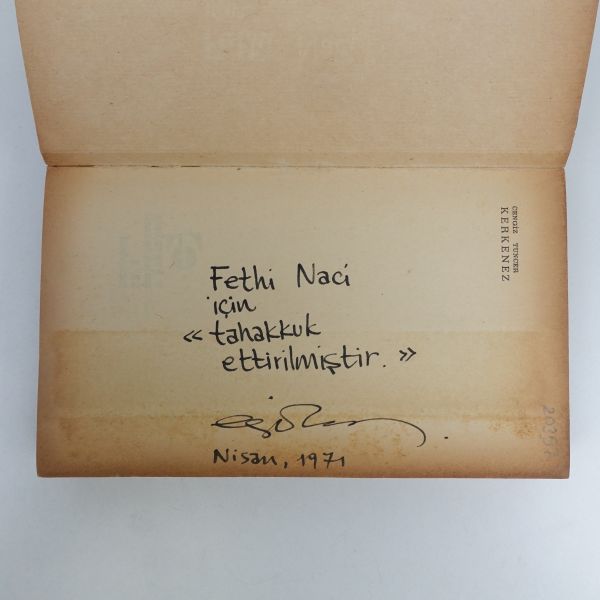 Fethi Naci
için
« tahakkuk
ettirilmiştir. »
Nisan, 1971
CENGİZ TUNCER
KERKENEZ